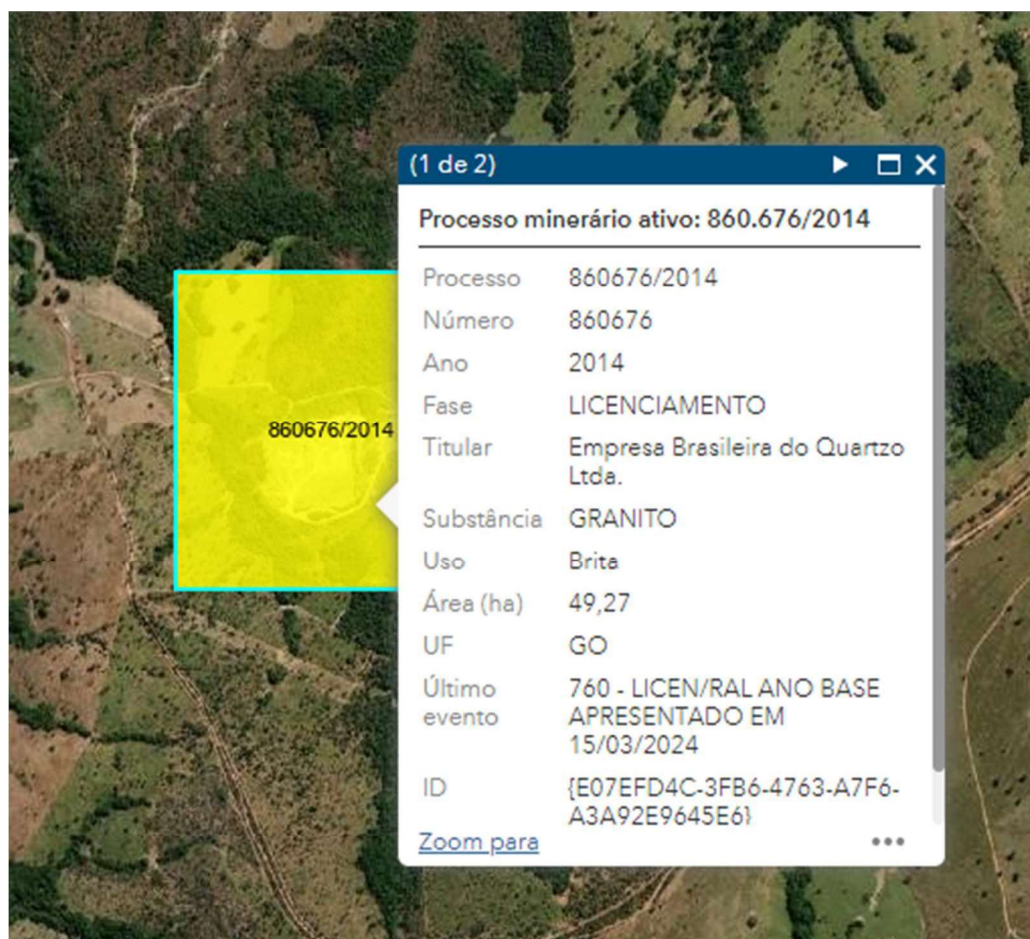 (1 de 2)
Processo minerário ativo: 860.676/2014
Processo 860676/2014
Número 860676
Ano 2014
Fase LICENCIAMENTO
860676/2014
Titular Empresa Brasileira do Quartzo
Ltda.
Substância GRANITO
Uso Brita
Área (ha) 49,27
UF GO
Último 760 - LICEN/RAL ANO BASE
evento APRESENTADO EM
15/03/2024
ID {E07EFD4C-3FB6-4763-A7F6-
A3A92E9645E6}
Zoom para